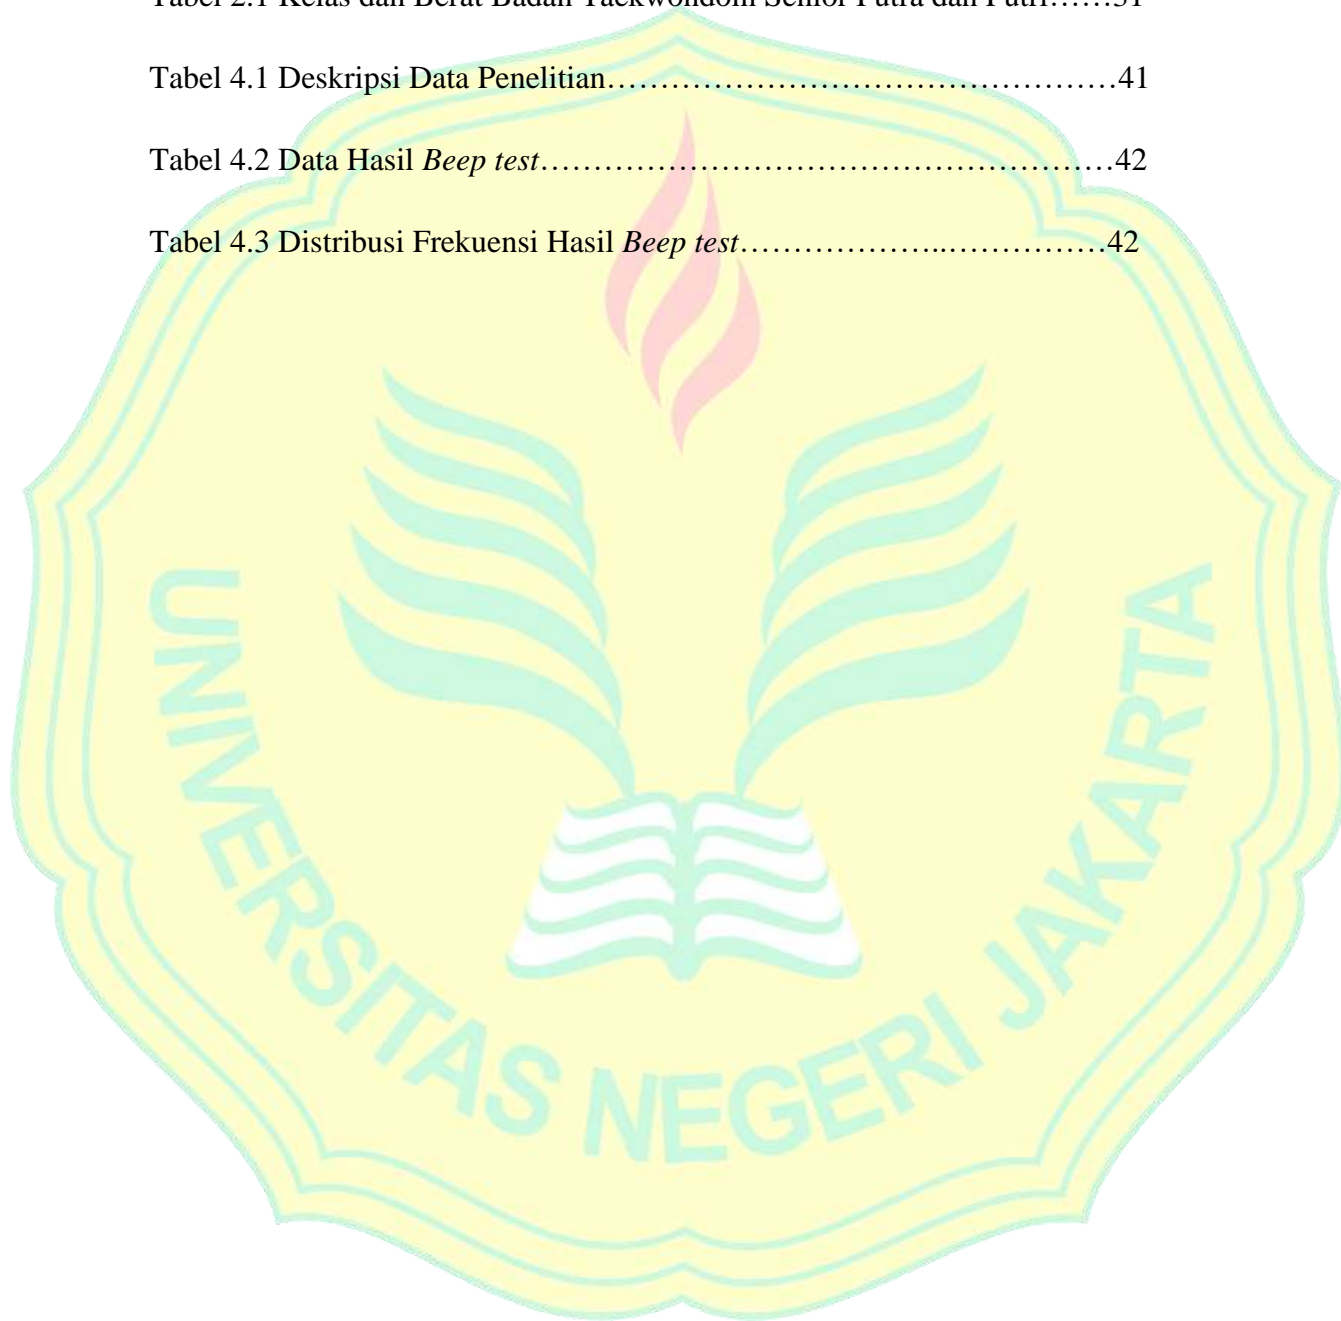 Tabel 2.1 Kelas dan Berat Badan Taekwondoin Senior Putra dan Putri……31
Tabel 4.1 Deskripsi Data Penelitian…………………………………………………41
Tabel 4.2 Data Hasil Beep test………………………………………………………42
Tabel 4.3 Distribusi Frekuensi Hasil Beep test………………..……………42
UNIVERSITAS NEGERI JAKARTA